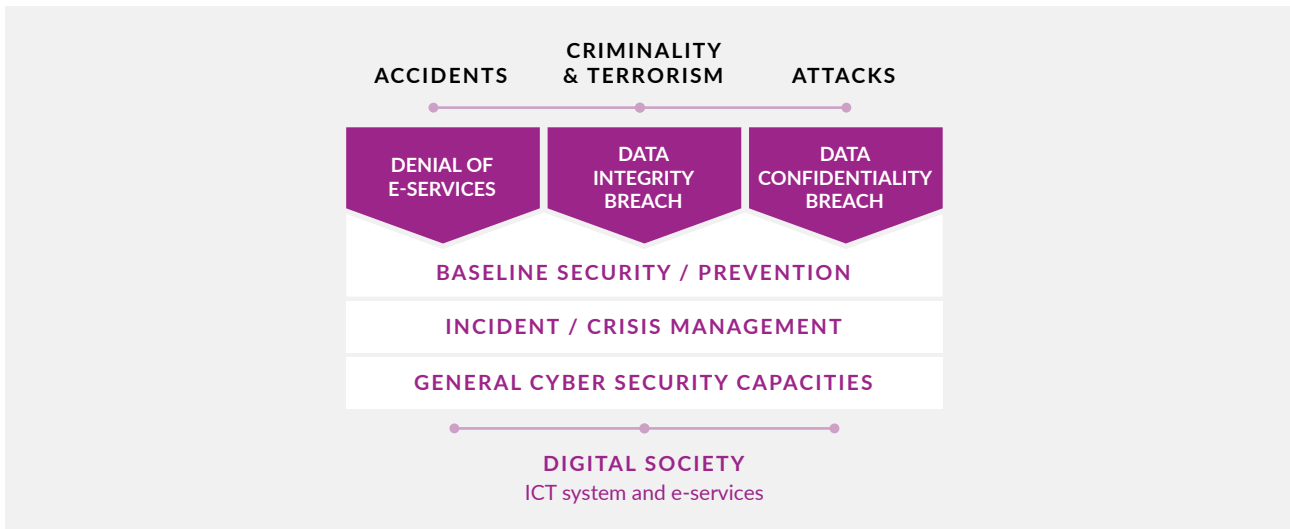 ACCIDENTS
CRIMINALITY
& TERRORISM
ATTACKS
DENIAL OF
E-SERVICES
DATA
INTEGRITY
BREACH
DATA
CONFIDENTIALITY
BREACH
BASELINE SECURITY / PREVENTION
INCIDENT / CRISIS MANAGEMENT
GENERAL CYBER SECURITY CAPACITIES
DIGITAL SOCIETY
ICT system and e-services